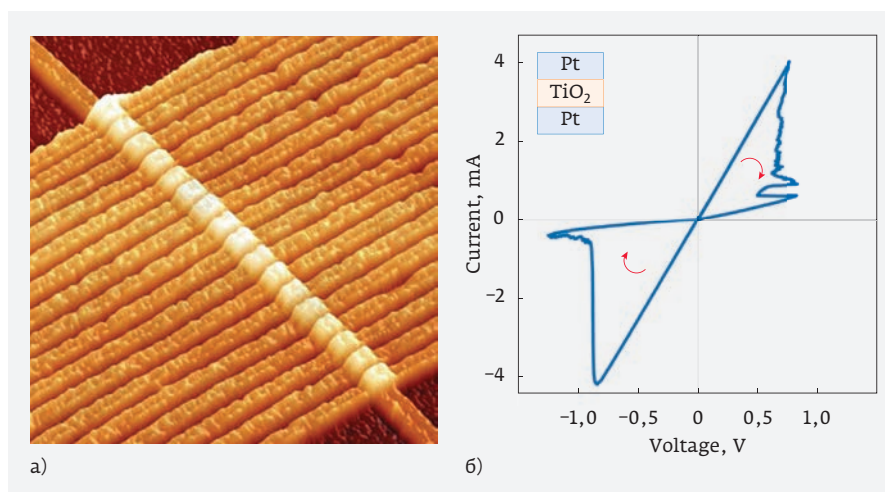 Pt
TiO2
Pt
4
2
0
−2
−4
Current, mA
−1,0 −0,5 0 0,5 1,0
Voltage, V
а)
б)